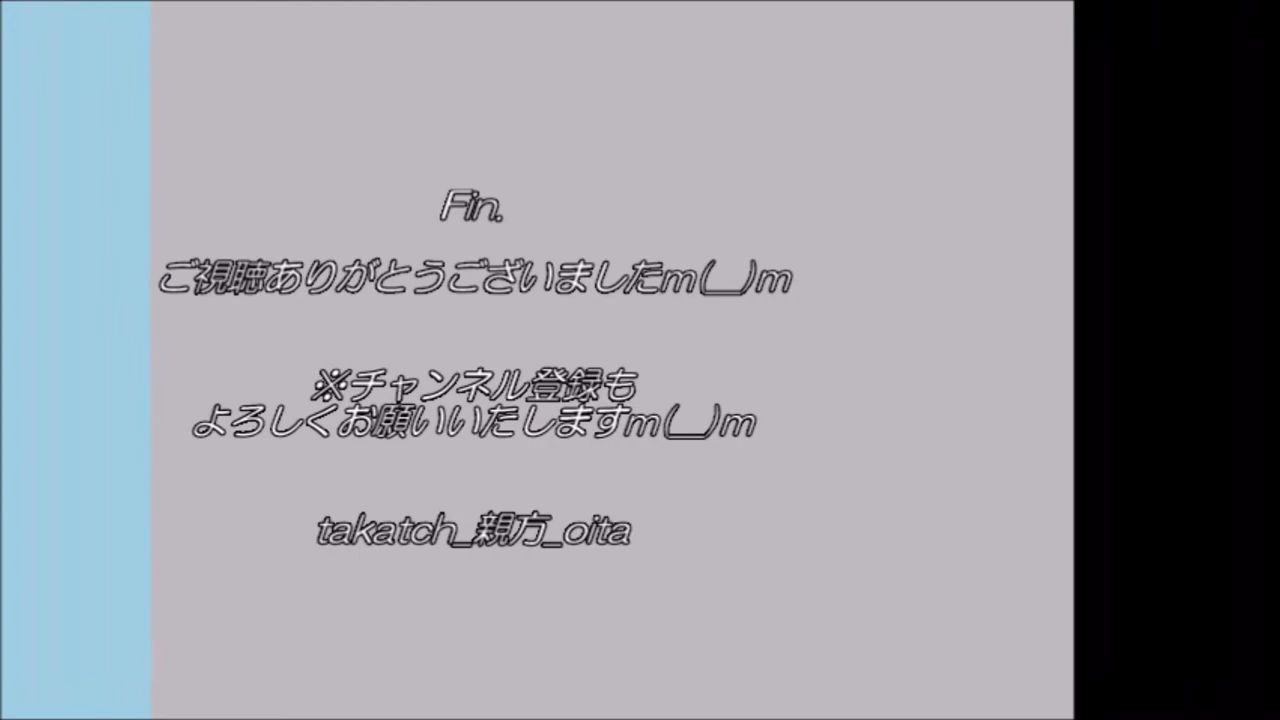 Fin.
ご視聴ありがとうございましたm(__)m
※チャンネル登録も
よろしくお願いいたしますm(__)m
takatch_親方_oita